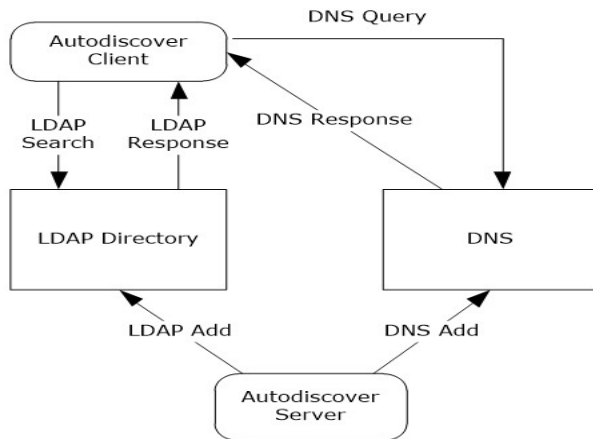 DNS Query
Autodiscover
Client
LDAP
Search
LDAP
Response
DNS Response
LDAP Directory
DNS
LDAP Add
DNS Add
Autodiscover
Server